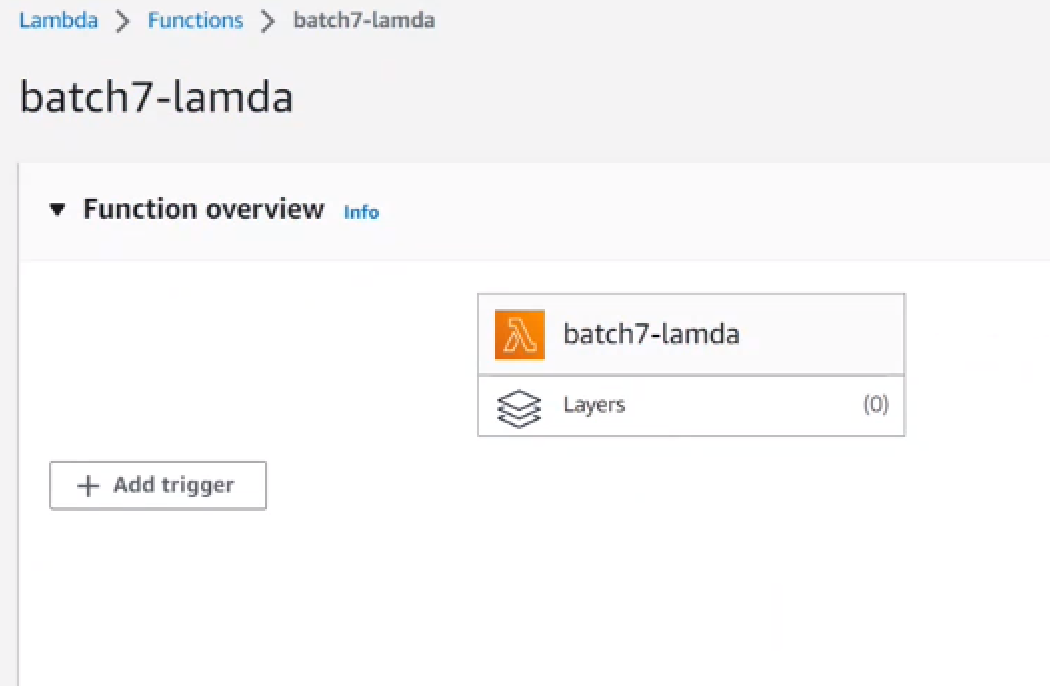 Lambda > Functions > batch7-lamda
batch7-lamda
▼ Function overview Info
batch7-lamda
Layers (0)
+ Add trigger